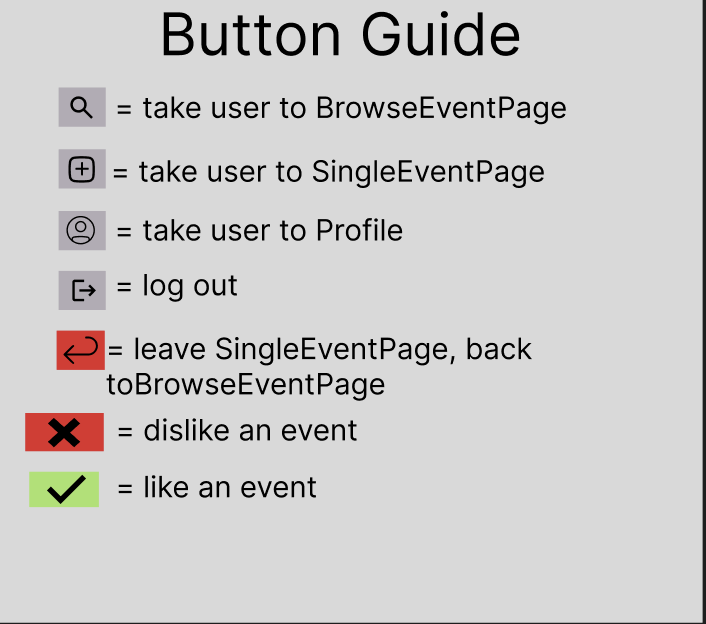 Button Guide
= take user to BrowseEventPage
= take user to SingleEventPage
= take user to Profile
= log out
= leave SingleEventPage, back
toBrowseEventPage
= dislike an event
= like an event